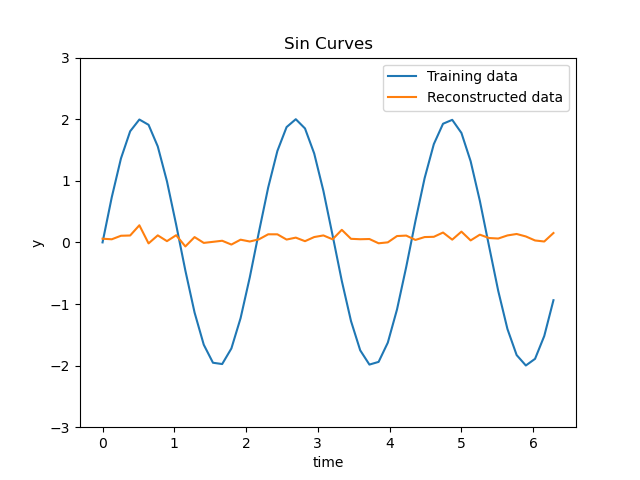 Sin Curves
Training data
Reconstructed data
y
3
2
1
0
−1
−2
−3
0 1 2 3 4 5 6
time